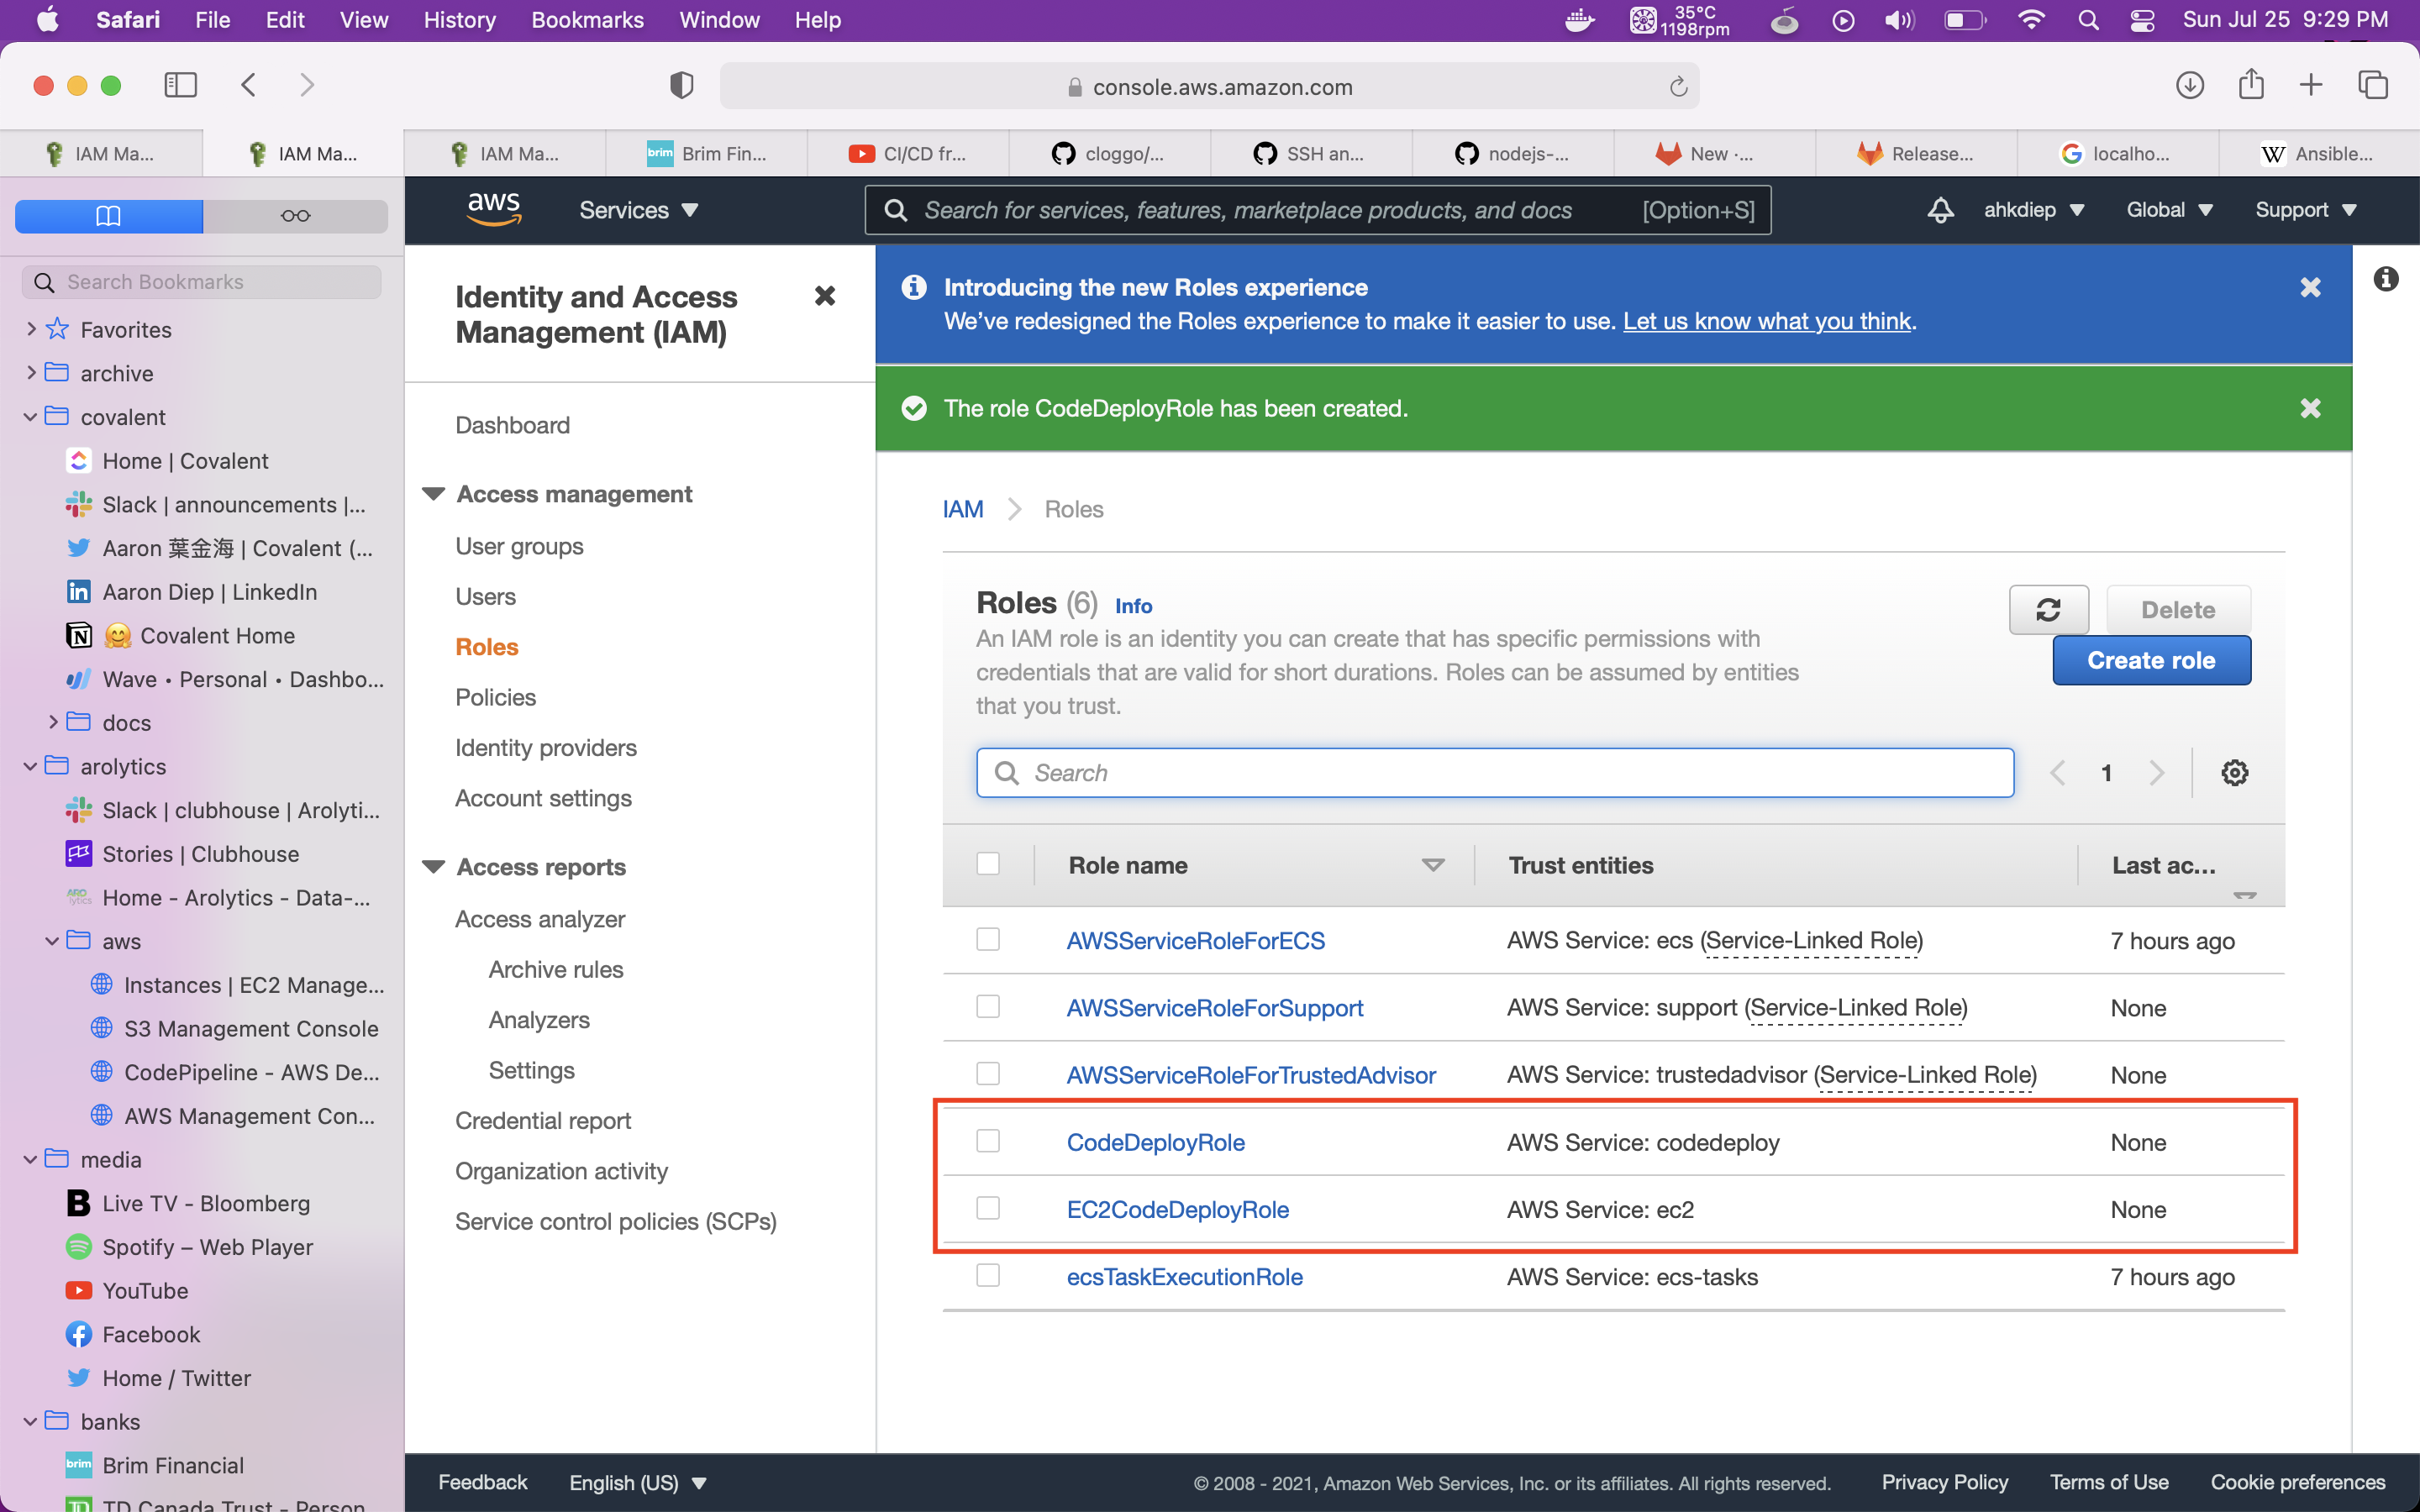 Safari File Edit View History Bookmarks Window Help
35°C
1198rpm
Sun Jul 25 9:29 PM
console.aws.amazon.com
IAM Ma...
IAM Ma...
IAM Ma...
brim Brim Fin...
CI/CD fr...
cloggo/...
SSH an...
nodejs-...
New ·...
Release...
localho...
W Ansible...
Search Bookmarks
Favorites
archive
covalent
Home | Covalent
Slack | announcements |...
Aaron 葉金海 | Covalent (...
in Aaron Diep | LinkedIn
Covalent Home
Wave • Personal • Dashbo...
docs
arolytics
Slack | clubhouse | Arolyti...
Stories | Clubhouse
Home - Arolytics - Data-...
aws
Instances | EC2 Manage...
S3 Management Console
CodePipeline - AWS De...
AWS Management Con...
media
B Live TV - Bloomberg
Spotify – Web Player
YouTube
Facebook
Home / Twitter
banks
brim Brim Financial
TD Canada Trust - Person
aws
Services
Search for services, features, marketplace products, and docs [Option+S]
ahkdiep
Global
Support
Identity and Access
Management (IAM)
Dashboard
Access management
User groups
Users
Roles
Policies
Identity providers
Account settings
Access reports
Access analyzer
Archive rules
Analyzers
Settings
Credential report
Organization activity
Service control policies (SCPs)
Introducing the new Roles experience
We've redesigned the Roles experience to make it easier to use. Let us know what you think.
The role CodeDeployRole has been created.
IAM Roles
Roles (6) Info
An IAM role is an identity you can create that has specific permissions with
credentials that are valid for short durations. Roles can be assumed by entities
that you trust.
Delete
Create role
Search
1
Role name Trust entities Last ac...
AWSServiceRoleForECS AWS Service: ecs (Service-Linked Role) 7 hours ago
AWSServiceRoleForSupport AWS Service: support (Service-Linked Role) None
AWSServiceRoleForTrustedAdvisor AWS Service: trustedadvisor (Service-Linked Role) None
CodeDeployRole AWS Service: codedeploy None
EC2CodeDeployRole AWS Service: ec2 None
ecsTaskExecutionRole AWS Service: ecs-tasks 7 hours ago
Feedback English (US) © 2008 - 2021, Amazon Web Services, Inc. or its affiliates. All rights reserved. Privacy Policy Terms of Use Cookie preferences